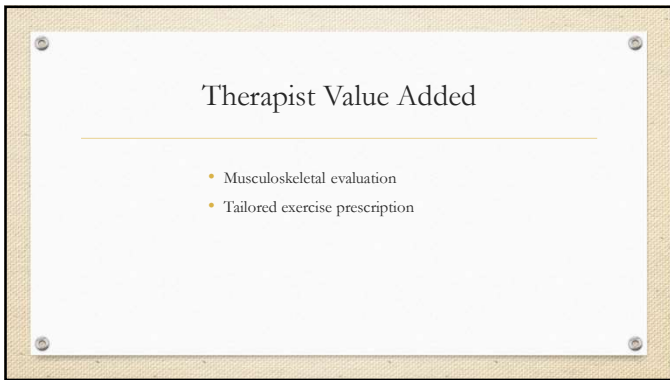 Therapist Value Added
• Musculoskeletal evaluation
• Tailored exercise prescription